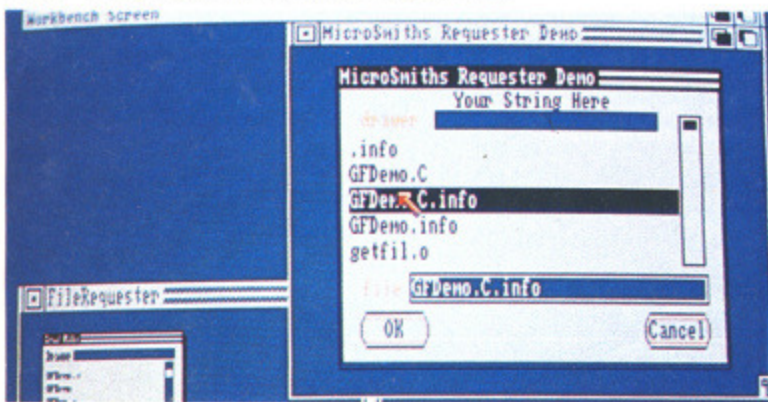 Workbench Screen
MicroSmiths Requester Demo
MicroSmiths Requester Demo
Your String Here
drawer
.info
GFDemo.C
GFDemo.C.info
GFDemo.info
getfil.o
file GFDemo.C.info
OK Cancel
FileRequester
Drawer